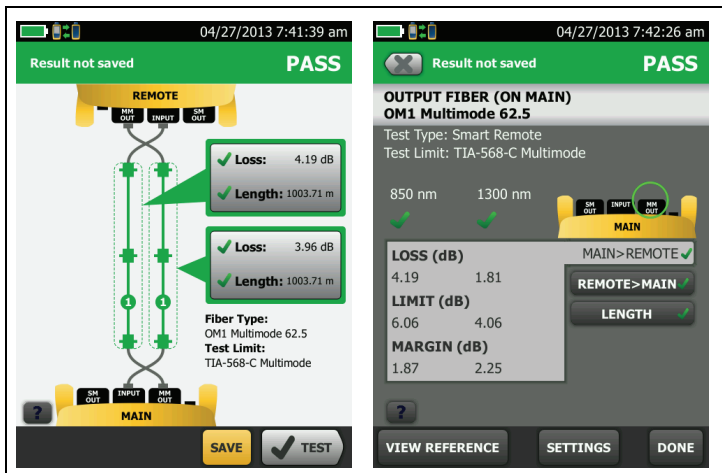 04/27/2013 7:41:39 am
Result not saved PASS
REMOTE
MM OUT INPUT SM OUT
Loss: 4.19 dB
Length: 1003.71 m
Loss: 3.96 dB
Length: 1003.71 m
1 1
Fiber Type:
OM1 Multimode 62.5
Test Limit:
TIA-568-C Multimode
SM OUT INPUT MM OUT
? MAIN
SAVE TEST
04/27/2013 7:42:26 am
Result not saved PASS
OUTPUT FIBER (ON MAIN)
OM1 Multimode 62.5
Test Type: Smart Remote
Test Limit: TIA-568-C Multimode
850 nm 1300 nm
SM OUT INPUT MM OUT
MAIN
LOSS (dB)
4.19 1.81
LIMIT (dB)
6.06 4.06
MARGIN (dB)
1.87 2.25
MAIN>REMOTE
REMOTE>MAIN
LENGTH
?
VIEW REFERENCE SETTINGS DONE